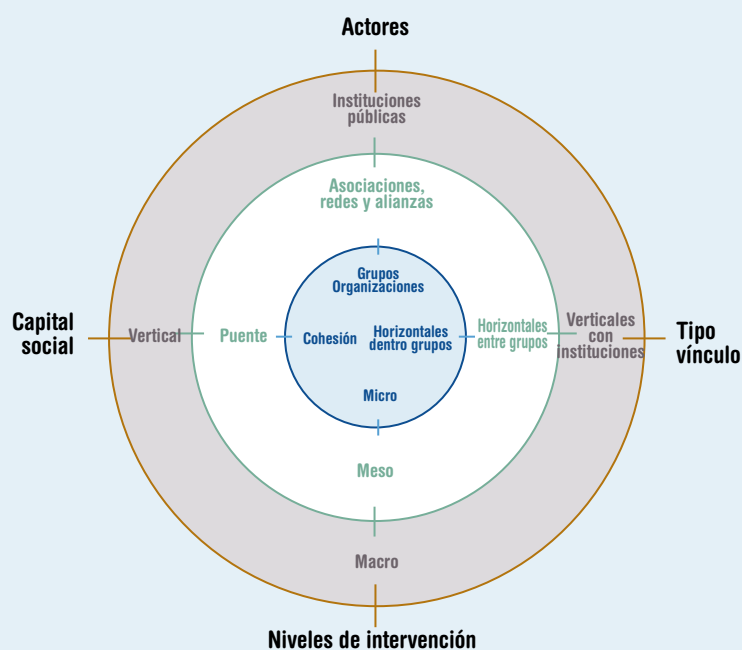 Actores
Instituciones
públicas
Asociaciones,
redes y alianzas
Grupos
Organizaciones
Capital
social
Vertical
Puente
Cohesión
Horizontales
dentro grupos
Horizontales
entre grupos
Verticales
con
instituciones
Tipo
vínculo
Micro
Meso
Macro
Niveles de intervención